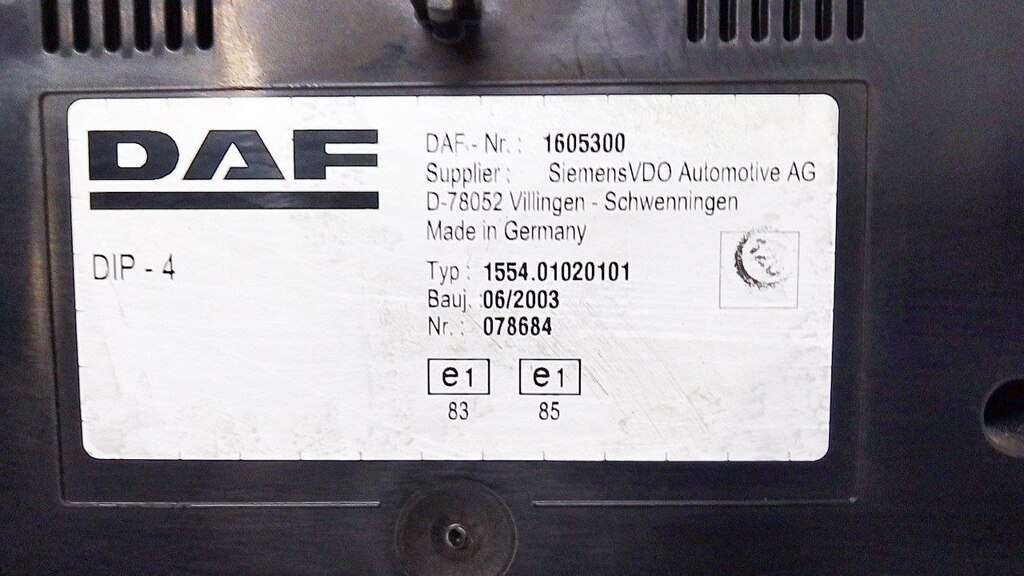 DAF
DIP - 4
DAF - Nr. : 1605300
Supplier : SiemensVDO Automotive AG
D-78052 Villingen - Schwenningen
Made in Germany
Typ : 1554.01020101
Bauj. : 06/2003
Nr. : 078684
e1 e1
83 85